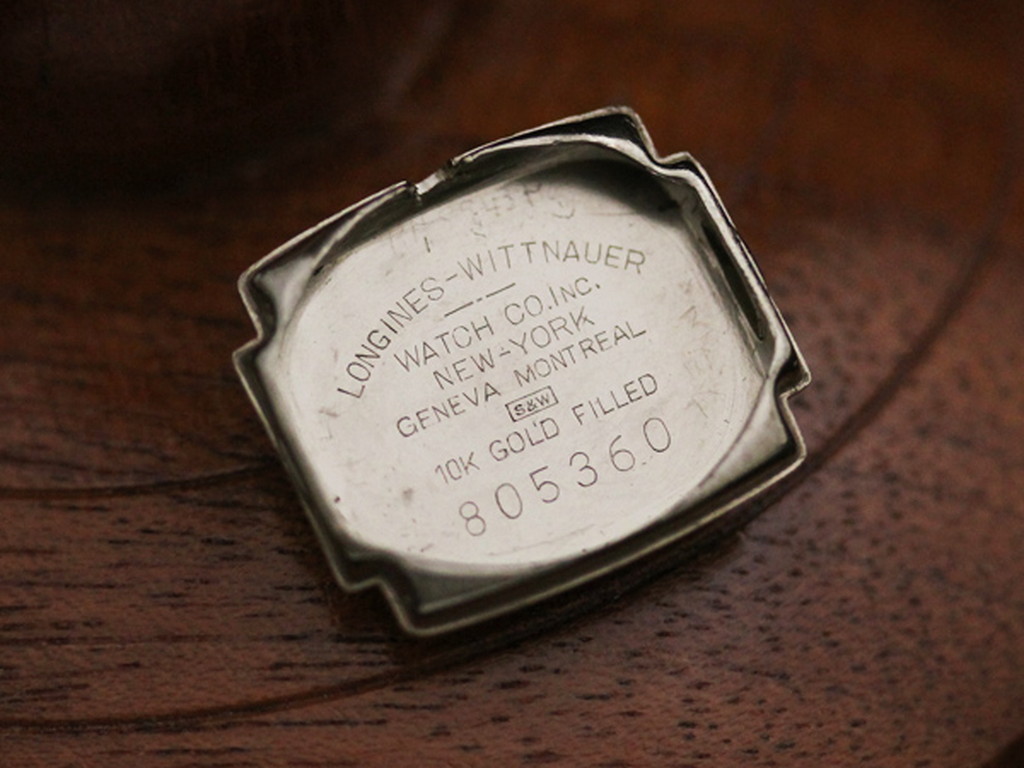 LONGINES-WITTNAUER
WATCH CO.INC.
NEW-YORK
GENEVA MONTREAL
S&W
10K GOLD FILLED
805360